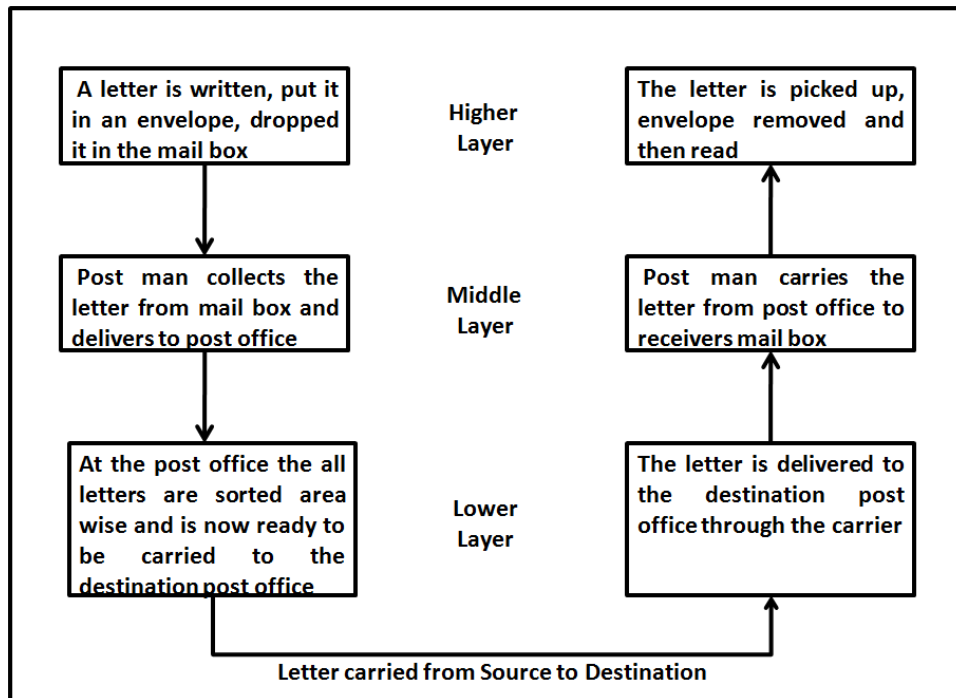 A letter is written, put it
in an envelope, dropped
it in the mail box
Higher
Layer
The letter is picked up,
envelope removed and
then read
Post man collects the
letter from mail box and
delivers to post office
Middle
Layer
Post man carries the
letter from post office to
receivers mail box
At the post office the all
letters are sorted area
wise and is now ready to
be carried to the
destination post office
Lower
Layer
The letter is delivered to
the destination post
office through the carrier
Letter carried from Source to Destination